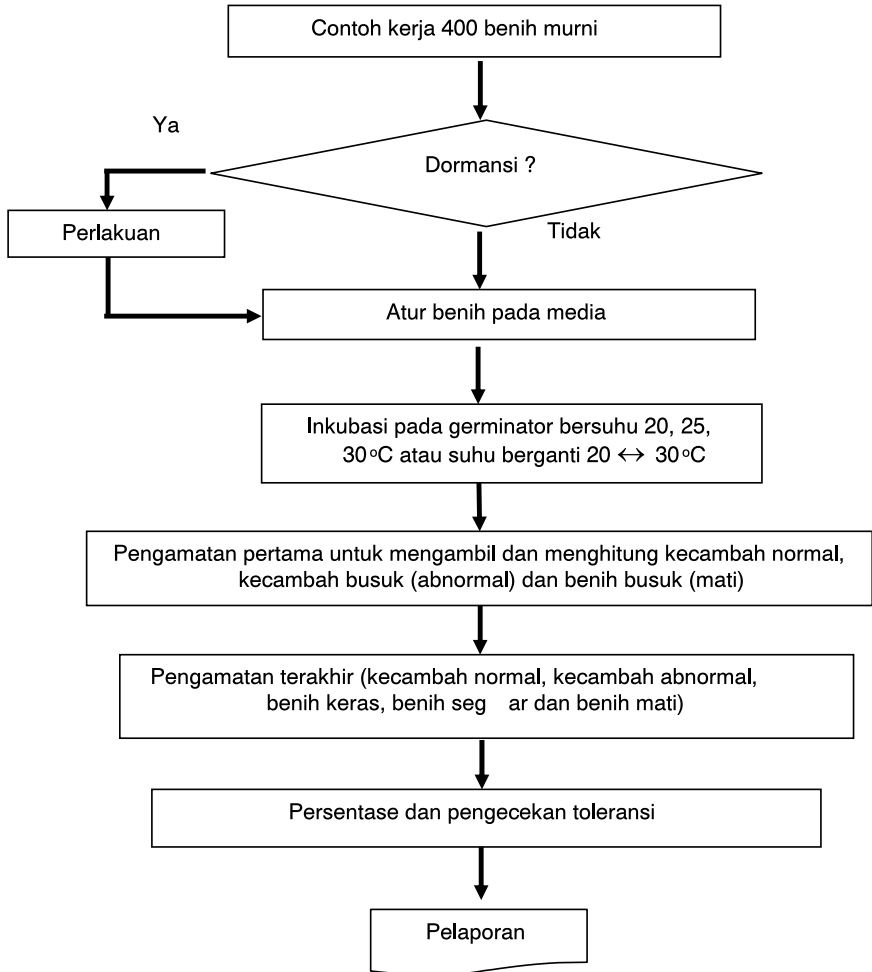 Contoh kerja 400 benih murni
Ya
Dormansi ?
Perlakuan
Tidak
Atur benih pada media
Inkubasi pada germinator bersuhu 20, 25,
30°C atau suhu berganti 20 ↔ 30°C
Pengamatan pertama untuk mengambil dan menghitung kecambah normal,
kecambah busuk (abnormal) dan benih busuk (mati)
Pengamatan terakhir (kecambah normal, kecambah abnormal,
benih keras, benih seg ar dan benih mati)
Persentase dan pengecekan toleransi
Pelaporan